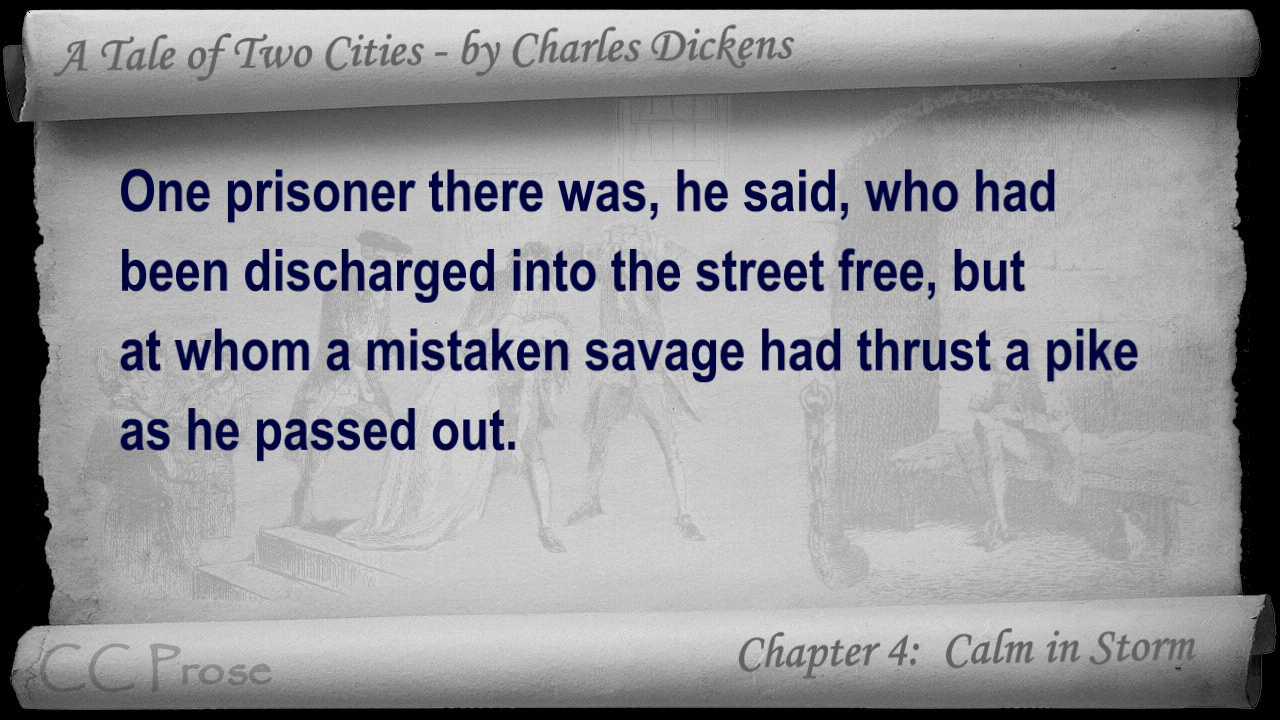 A Tale of Two Cities - by Charles Dickens
One prisoner there was, he said, who had
been discharged into the street free, but
at whom a mistaken savage had thrust a pike
as he passed out.
Chapter 4: Calm in Storm
CC Prose